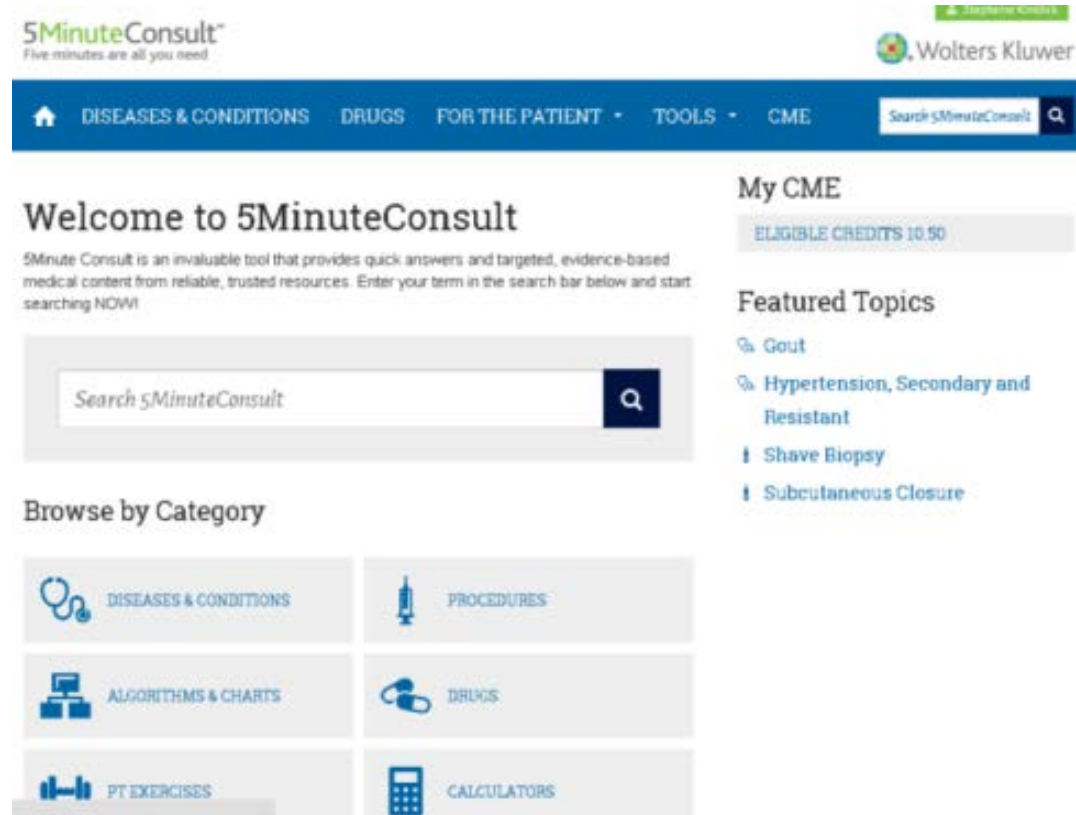 5MinuteConsult™
Five minutes are all you need
Wolters Kluwer
DISEASES & CONDITIONS DRUGS FOR THE PATIENT TOOLS CME Search 5MinuteConsult
Welcome to 5MinuteConsult
5Minute Consult is an invaluable tool that provides quick answers and targeted, evidence-based
medical content from reliable, trusted resources. Enter your term in the search bar below and start
searching NOW!
Search 5MinuteConsult
Browse by Category
DISEASES & CONDITIONS
PROCEDURES
ALGORITHMS & CHARTS
DRUGS
PT EXERCISES
CALCULATORS
My CME
ELIGIBLE CREDITS 10.50
Featured Topics
Gout
Hypertension, Secondary and
Resistant
Shave Biopsy
Subcutaneous Closure